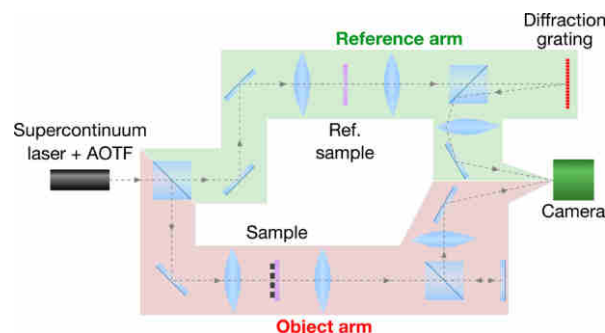 Diffraction
grating
Reference arm
Supercontinuum
laser + AOTF
Ref.
sample
Camera
Sample
Object arm